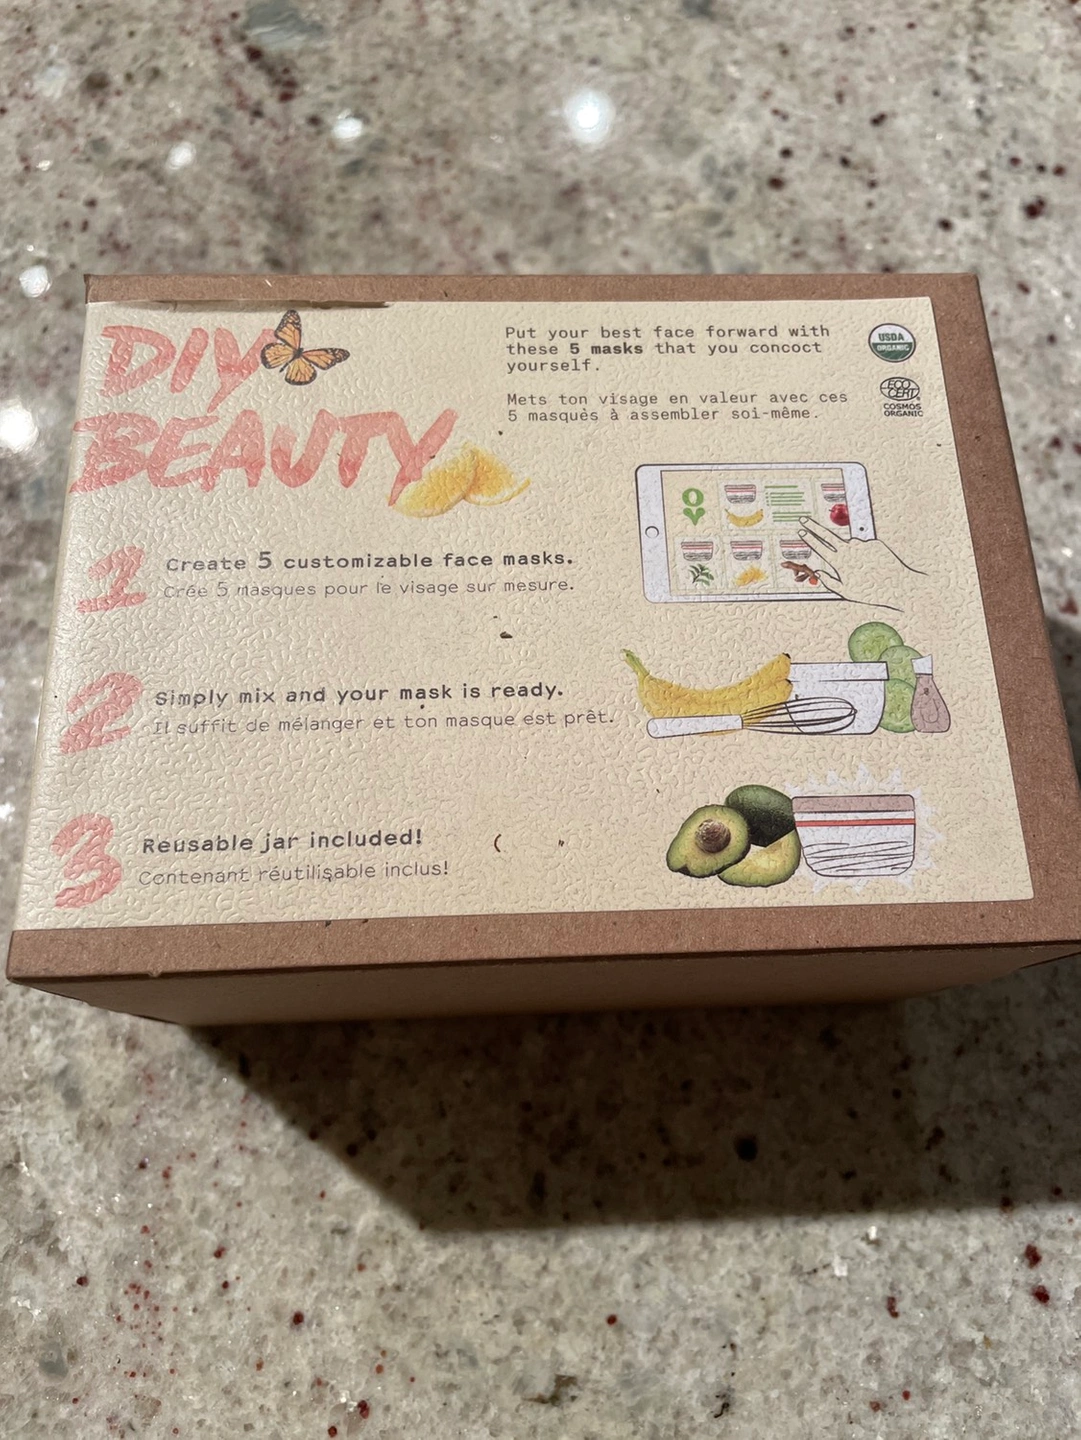 DIY
BEAUTY
Put your best face forward with
these 5 masks that you concoct
yourself.
Mets ton visage en valeur avec ces
5 masques à assembler soi-même.
USDA
ORGANIC
ECO
CERT
COSMOS
ORGANIC
1
Create 5 customizable face masks.
Crée 5 masques pour le visage sur mesure.
2
Simply mix and your mask is ready.
Il suffit de mélanger et ton masque est prêt.
3
Reusable jar included!
Contenant réutilisable inclus!